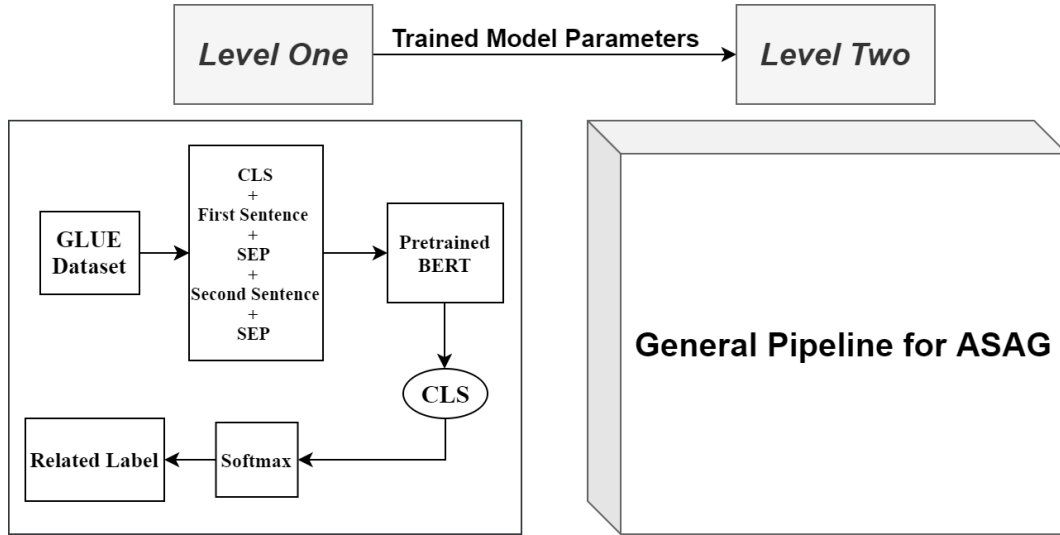 Level One
Trained Model Parameters
Level Two
GLUE
Dataset
CLS
+
First Sentence
+
SEP
+
Second Sentence
+
SEP
Pretrained
BERT
CLS
Softmax
Related Label
General Pipeline for ASAG